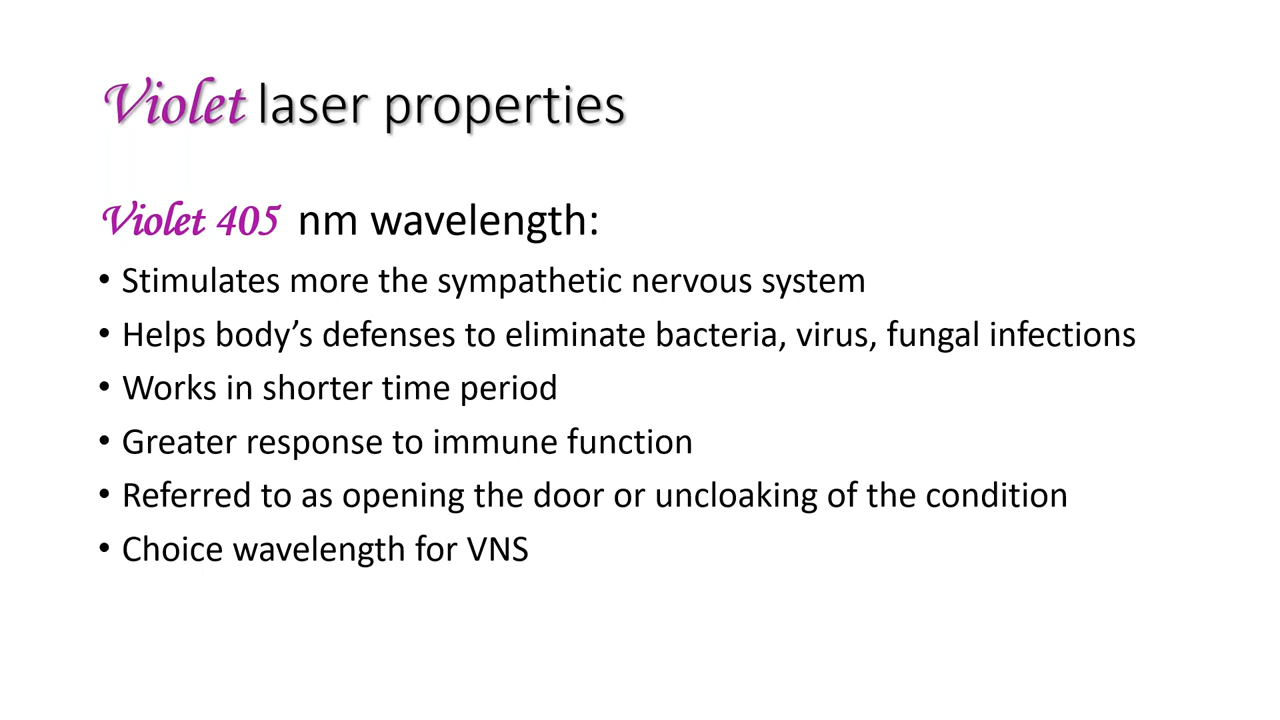 Violet laser properties
Violet 405 nm wavelength:
• Stimulates more the sympathetic nervous system
• Helps body’s defenses to eliminate bacteria, virus, fungal infections
• Works in shorter time period
• Greater response to immune function
• Referred to as opening the door or uncloaking of the condition
• Choice wavelength for VNS